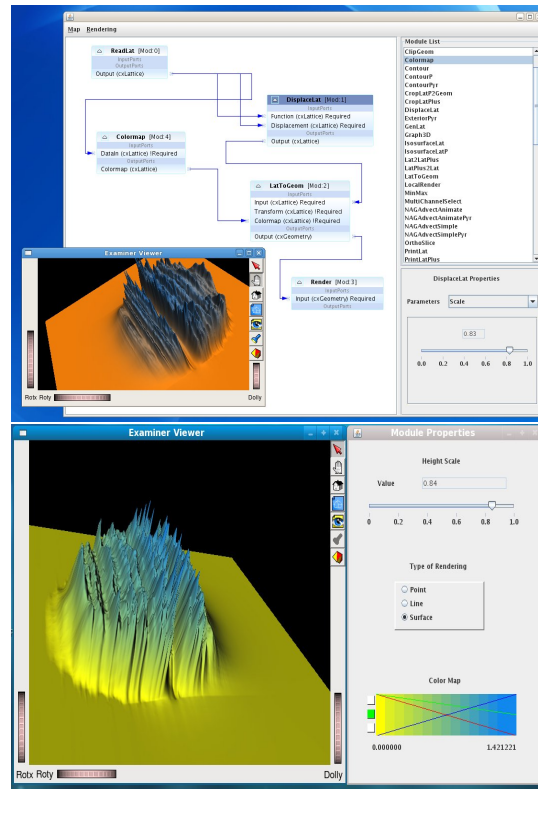 Map Rendering
ReadLat [Mod:0]
InputPorts
OutputPorts
Output (cxLattice)
DisplaceLat [Mod:1]
InputPorts
Function (cxLattice) Required
Displacement (cxLattice) Required
OutputPorts
Output (cxLattice)
Colormap [Mod:4]
InputPorts
DataIn (cxLattice) !Required
OutputPorts
Colormap (cxLattice)
LatToGeom [Mod:2]
InputPorts
Input (cxLattice) Required
Transform (cxLattice) !Required
Colormap (cxLattice) !Required
OutputPorts
Output (cxGeometry)
Render [Mod:3]
InputPorts
Input (cxGeometry) Required
OutputPorts
Module List
ClipGeom
Colormap
Contour
ContourP
ContourPyr
CropLatP2Geom
CropLatPlus
DisplaceLat
ExteriorPyr
GenLat
Graph3D
IsosurfaceLat
IsosurfaceLatP
Lat2LatPlus
LatPlus2Lat
LatToGeom
LocalRender
MinMax
MultiChannelSelect
NAGAdvectAnimate
NAGAdvectAnimatePyr
NAGAdvectSimple
NAGAdvectSimplePyr
OrthoSlice
PrintLat
PrintLatPlus
DisplaceLat Properties
Parameters Scale
0.83
0.0 0.2 0.4 0.6 0.8 1.0
Examiner Viewer
Rotx Roty Dolly
Examiner Viewer
Rotx Roty Dolly
Module Properties
Height Scale
Value 0.84
0 0.2 0.4 0.6 0.8 1.0
Type of Rendering
Point
Line
Surface
Color Map
0.000000 1.421221